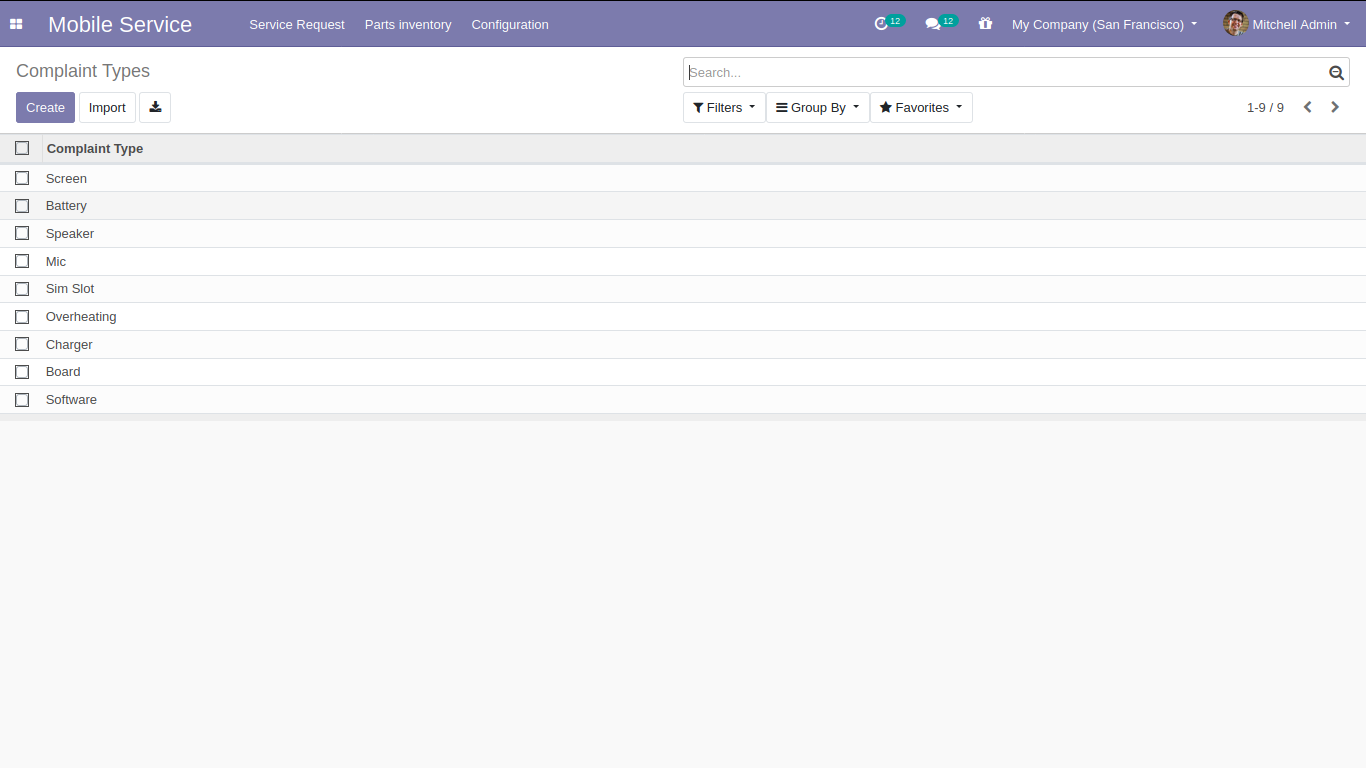 Mobile Service Service Request Parts inventory Configuration 12 12 My Company (San Francisco) Mitchell Admin
Complaint Types Search...
Create Import Filters Group By Favorites 1-9 / 9
Complaint Type
Screen
Battery
Speaker
Mic
Sim Slot
Overheating
Charger
Board
Software